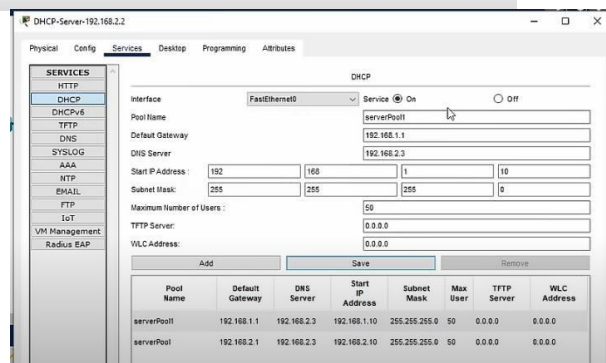 DHCP-Server-192.168.2.2
Physical Config Services Desktop Programming Attributes
SERVICES
HTTP
DHCP
DHCPv6
TFTP
DNS
SYSLOG
AAA
NTP
EMAIL
FTP
IoT
VM Management
Radius EAP
DHCP
Interface FastEthernet0 Service On Off
Pool Name serverPool1
Default Gateway 192.168.1.1
DNS Server 192.168.2.3
Start IP Address : 192 168 1 10
Subnet Mask: 255 255 255 0
Maximum Number of Users : 50
TFTP Server: 0.0.0.0
WLC Address: 0.0.0.0
Add Save Remove
Pool Name Default Gateway DNS Server Start IP Address Subnet Mask Max User TFTP Server WLC Address
serverPool1 192.168.1.1 192.168.2.3 192.168.1.10 255.255.255.0 50 0.0.0.0 0.0.0.0
serverPool 192.168.2.1 192.168.2.3 192.168.2.10 255.255.255.0 50 0.0.0.0 0.0.0.0